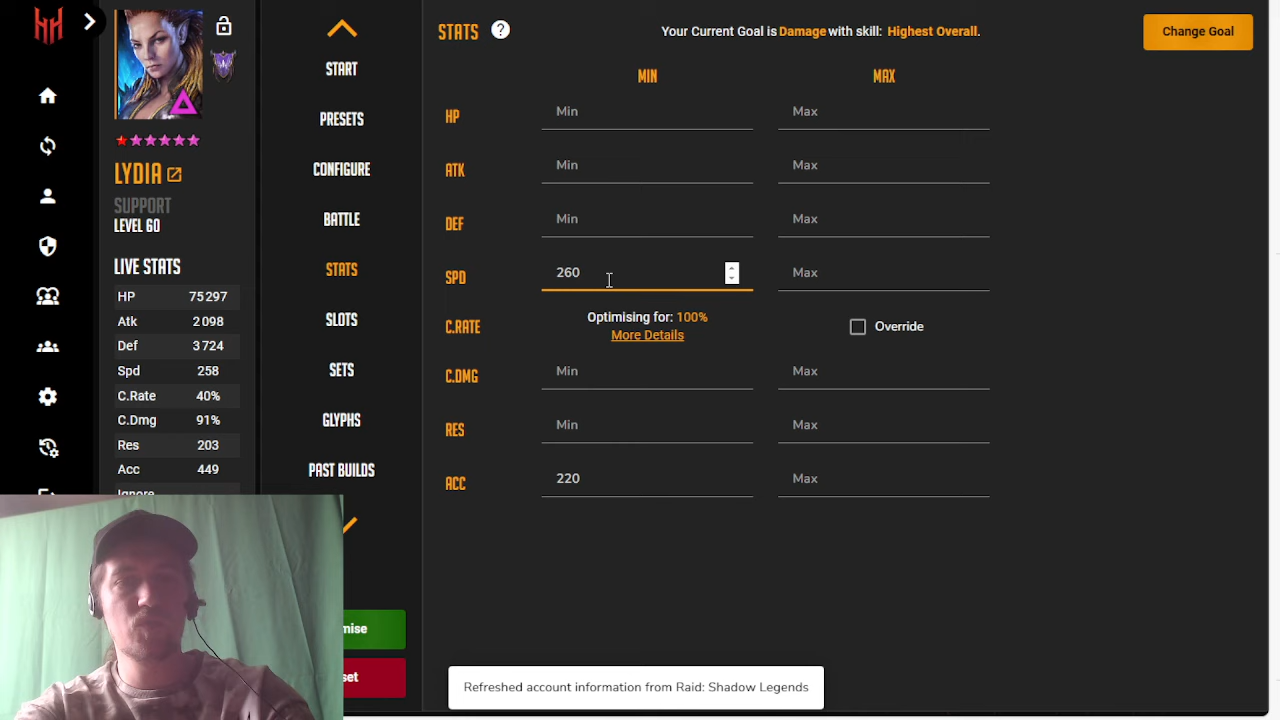 LYDIA
SUPPORT
LEVEL 60
LIVE STATS
HP 75297
Atk 2098
Def 3724
Spd 258
C.Rate 40%
C.Dmg 91%
Res 203
Acc 449
Ignore
START
PRESETS
CONFIGURE
BATTLE
STATS
SLOTS
SETS
GLYPHS
PAST BUILDS
mise
set
STATS ?
Your Current Goal is Damage with skill: Highest Overall.
Change Goal
MIN MAX
HP Min Max
ATK Min Max
DEF Min Max
SPD 260 Max
C.RATE Optimising for: 100% Override
More Details
C.DMG Min Max
RES Min Max
ACC 220 Max
Refreshed account information from Raid: Shadow Legends